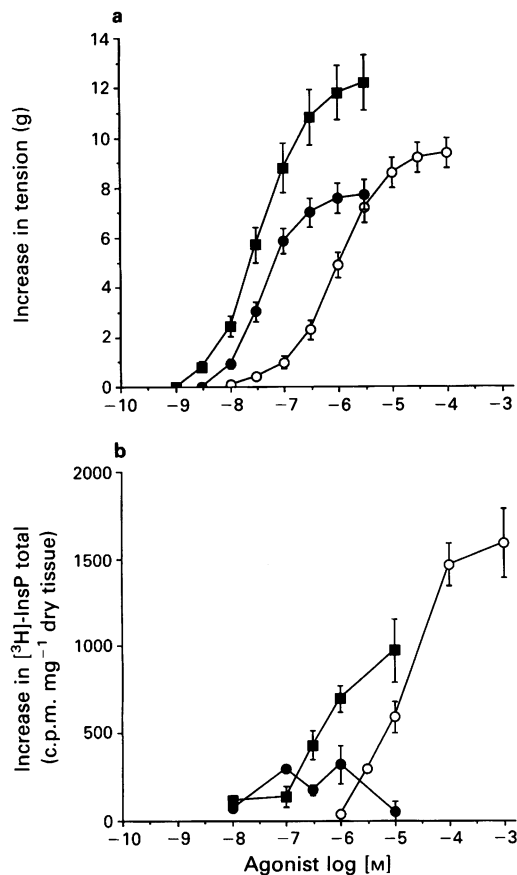 a
Increase in tension (g)
14
12
10
8
6
4
2
0
−10 −9 −8 −7 −6 −5 −4 −3
b
Increase in [³H]-InsP total
(c.p.m. mg⁻¹ dry tissue)
2000
1500
1000
500
0
−10 −9 −8 −7 −6 −5 −4 −3
Agonist log [M]